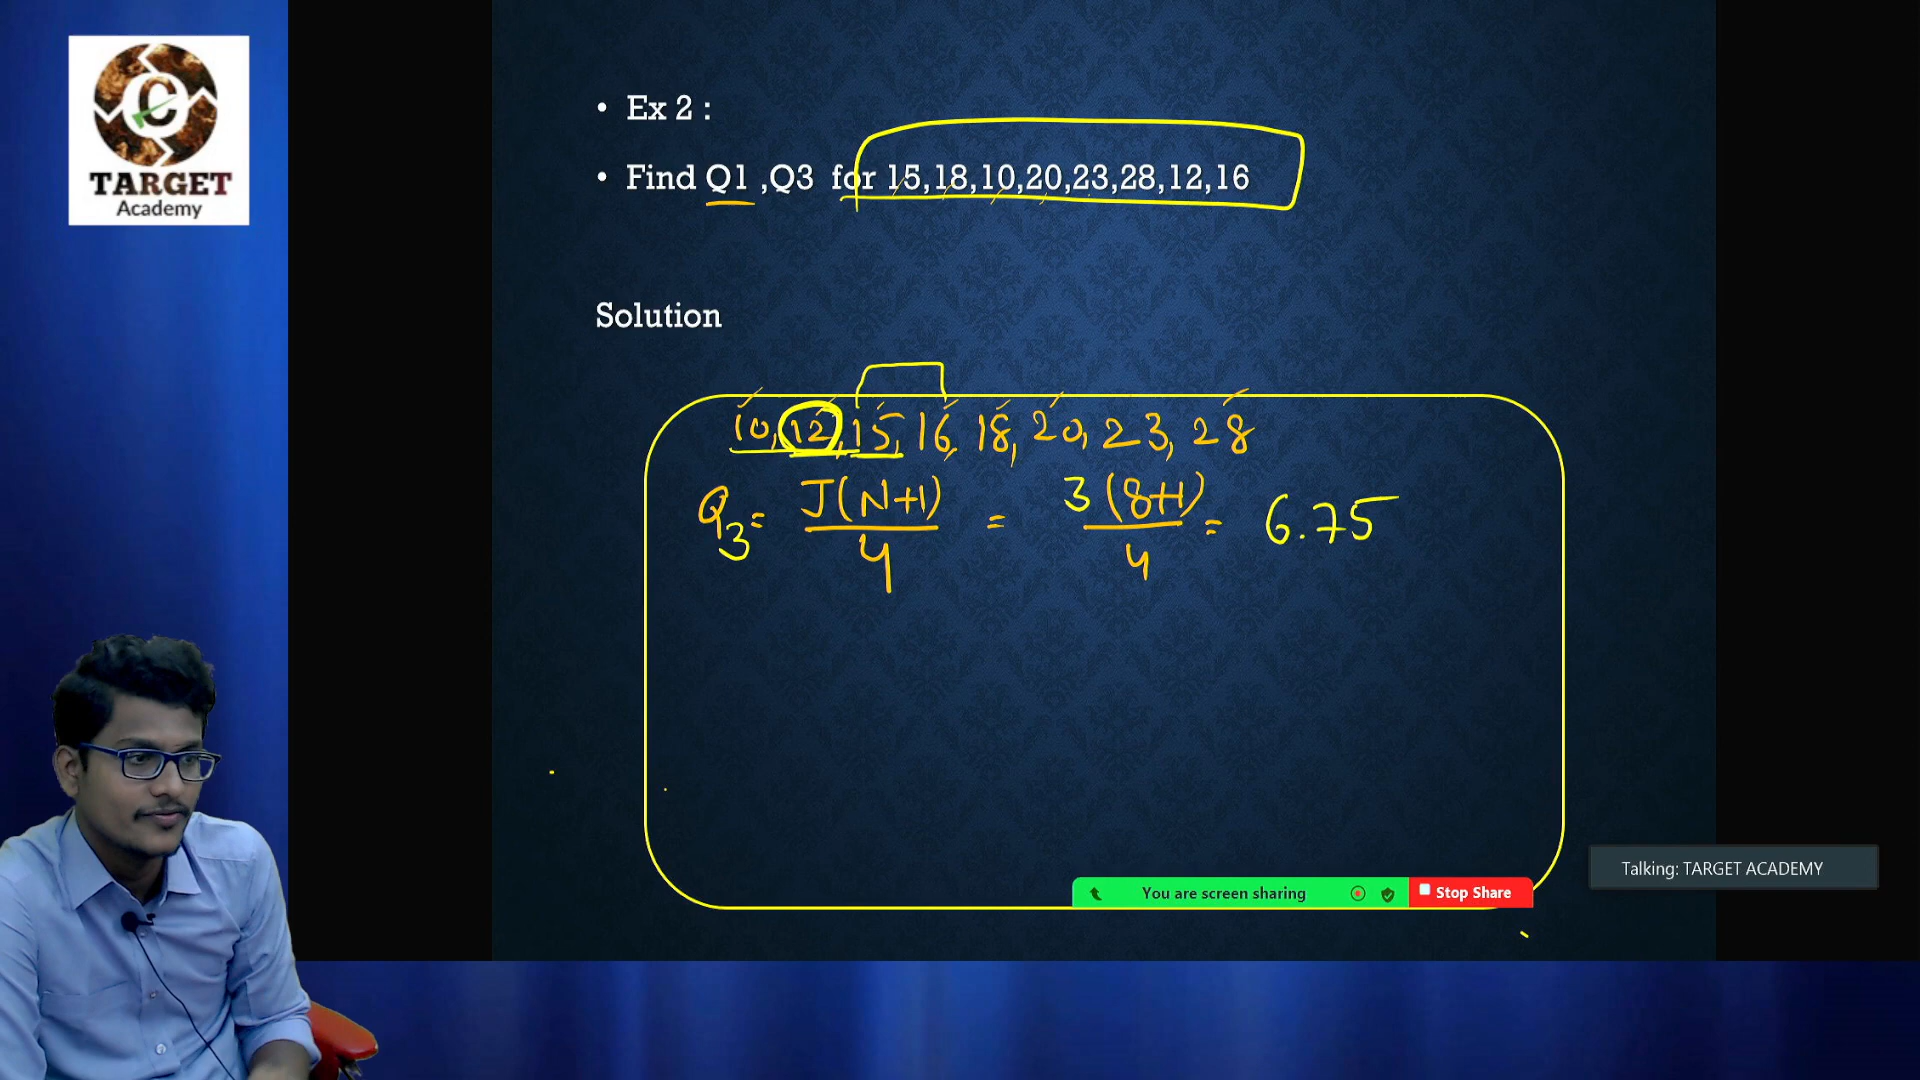 TARGET
Academy
• Ex 2 :
• Find Q1 ,Q3 for 15,18,10,20,23,28,12,16
Solution
10, 12, 15, 16, 18, 20, 23, 28
Q3 = J(N+1)/4 = 3(8+1)/4 = 6.75
Talking: TARGET ACADEMY
You are screen sharing
Stop Share